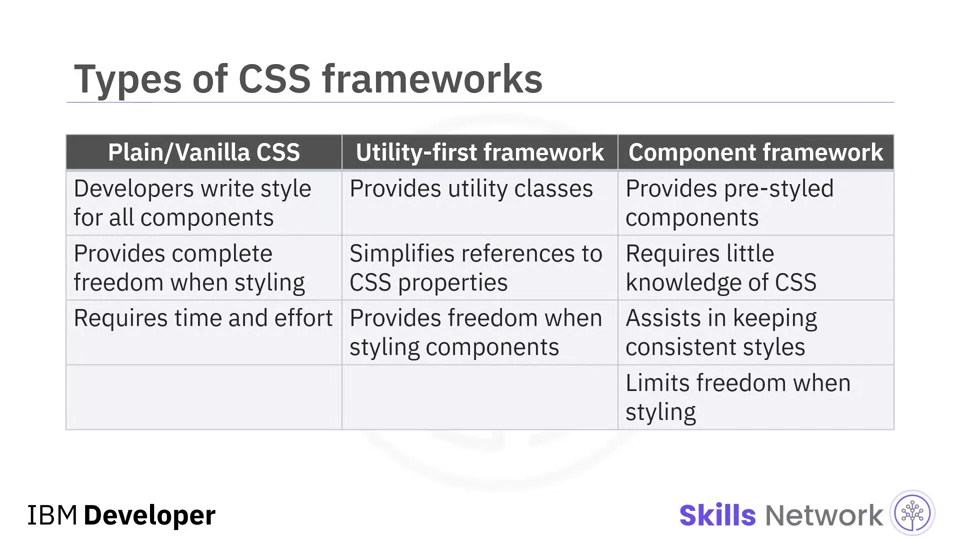 Types of CSS frameworks
Plain/Vanilla CSS
Utility-first framework
Component framework
Developers write style
for all components
Provides utility classes
Provides pre-styled
components
Provides complete
freedom when styling
Simplifies references to
CSS properties
Requires little
knowledge of CSS
Requires time and effort
Provides freedom when
styling components
Assists in keeping
consistent styles
Limits freedom when
styling
IBM Developer
Skills Network